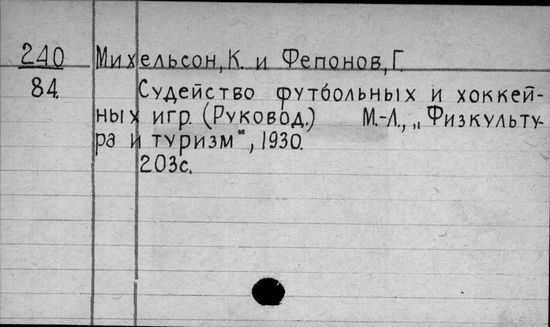 240 Михельсон, К. и Фепонов, Г.
84. Судейство футбольных и хоккей-
ных игр. (Руковод.) М.-Л., „Физкульту-
ра и туризм", 1930.
203с.